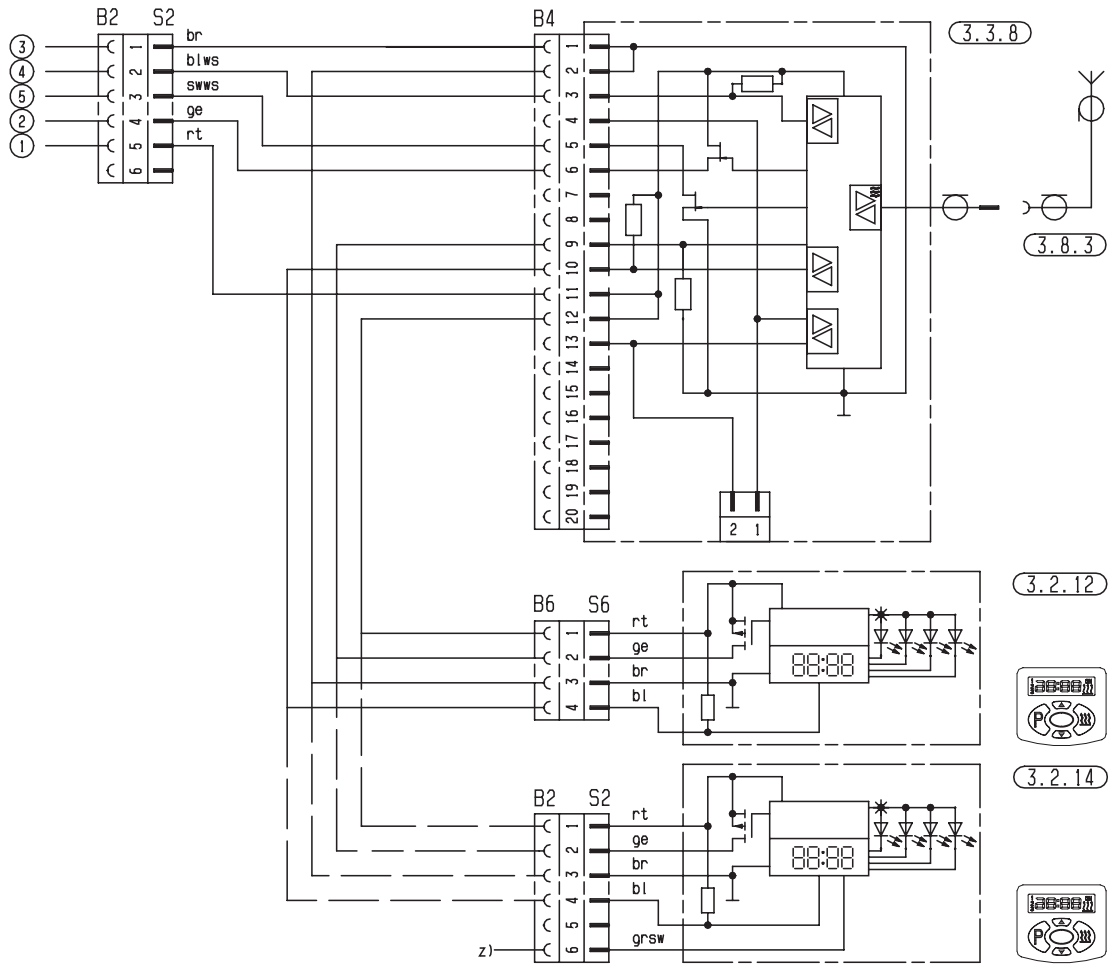 B2 S2
B4
3.3.8
3 1 br
4 2 blws
5 3 swws
2 4 ge
1 5 rt
6
1
2
3
4
5
6
7
8
9
10
11
12
13
14
15
16
17
18
19
20
3.8.3
2 1
3.2.12
B6 S6
1 rt
2 ge
3 br
4 bl
88:88
88:88
P
3.2.14
B2 S2
1 rt
2 ge
3 br
4 bl
5
z) 6 grsw
88:88
88:88
P